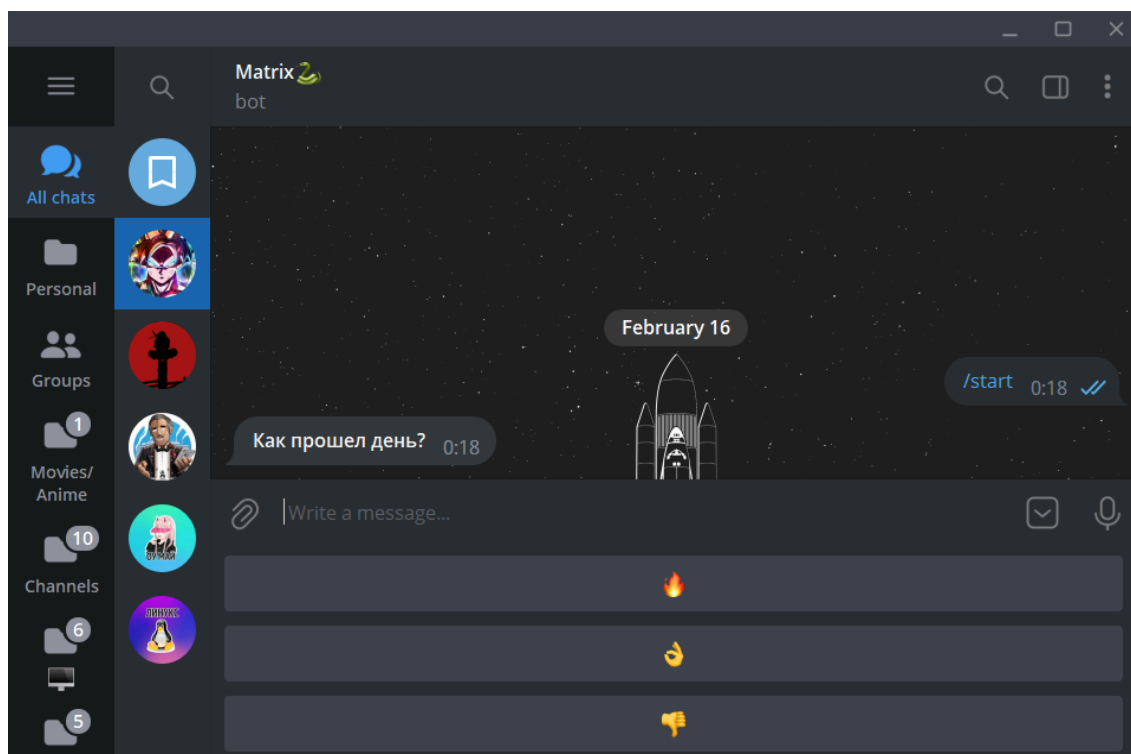 Matrix🐍
bot
All chats
Personal
Groups
1
Movies/
Anime
10
Channels
6
5
ЛИНУКС
February 16
/start 0:18
Как прошел день? 0:18
Write a message...
🔥
👌
👎